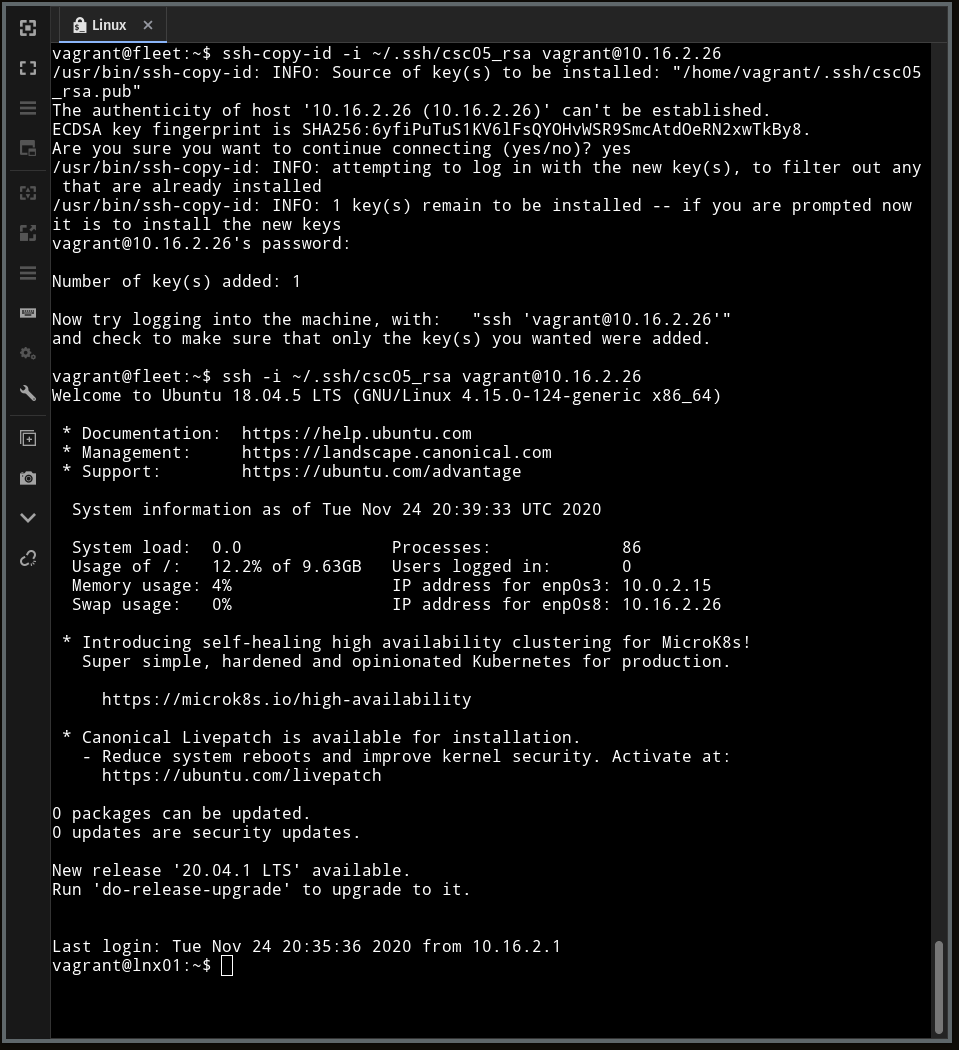 Linux ×
vagrant@fleet:~$ ssh-copy-id -i ~/.ssh/csc05_rsa vagrant@10.16.2.26
/usr/bin/ssh-copy-id: INFO: Source of key(s) to be installed: "/home/vagrant/.ssh/csc05
_rsa.pub"
The authenticity of host '10.16.2.26 (10.16.2.26)' can't be established.
ECDSA key fingerprint is SHA256:6yfiPuTuS1KV6lFsQYOHvWSR9SmcAtdOeRN2xwTkBy8.
Are you sure you want to continue connecting (yes/no)? yes
/usr/bin/ssh-copy-id: INFO: attempting to log in with the new key(s), to filter out any
 that are already installed
/usr/bin/ssh-copy-id: INFO: 1 key(s) remain to be installed -- if you are prompted now
it is to install the new keys
vagrant@10.16.2.26's password:

Number of key(s) added: 1

Now try logging into the machine, with:   "ssh 'vagrant@10.16.2.26'"
and check to make sure that only the key(s) you wanted were added.

vagrant@fleet:~$ ssh -i ~/.ssh/csc05_rsa vagrant@10.16.2.26
Welcome to Ubuntu 18.04.5 LTS (GNU/Linux 4.15.0-124-generic x86_64)

 * Documentation:  https://help.ubuntu.com
 * Management:     https://landscape.canonical.com
 * Support:        https://ubuntu.com/advantage

  System information as of Tue Nov 24 20:39:33 UTC 2020

  System load:  0.0               Processes:             86
  Usage of /:   12.2% of 9.63GB   Users logged in:       0
  Memory usage: 4%                IP address for enp0s3: 10.0.2.15
  Swap usage:   0%                IP address for enp0s8: 10.16.2.26

 * Introducing self-healing high availability clustering for MicroK8s!
   Super simple, hardened and opinionated Kubernetes for production.

     https://microk8s.io/high-availability

 * Canonical Livepatch is available for installation.
   - Reduce system reboots and improve kernel security. Activate at:
     https://ubuntu.com/livepatch

0 packages can be updated.
0 updates are security updates.

New release '20.04.1 LTS' available.
Run 'do-release-upgrade' to upgrade to it.


Last login: Tue Nov 24 20:35:36 2020 from 10.16.2.1
vagrant@lnx01:~$